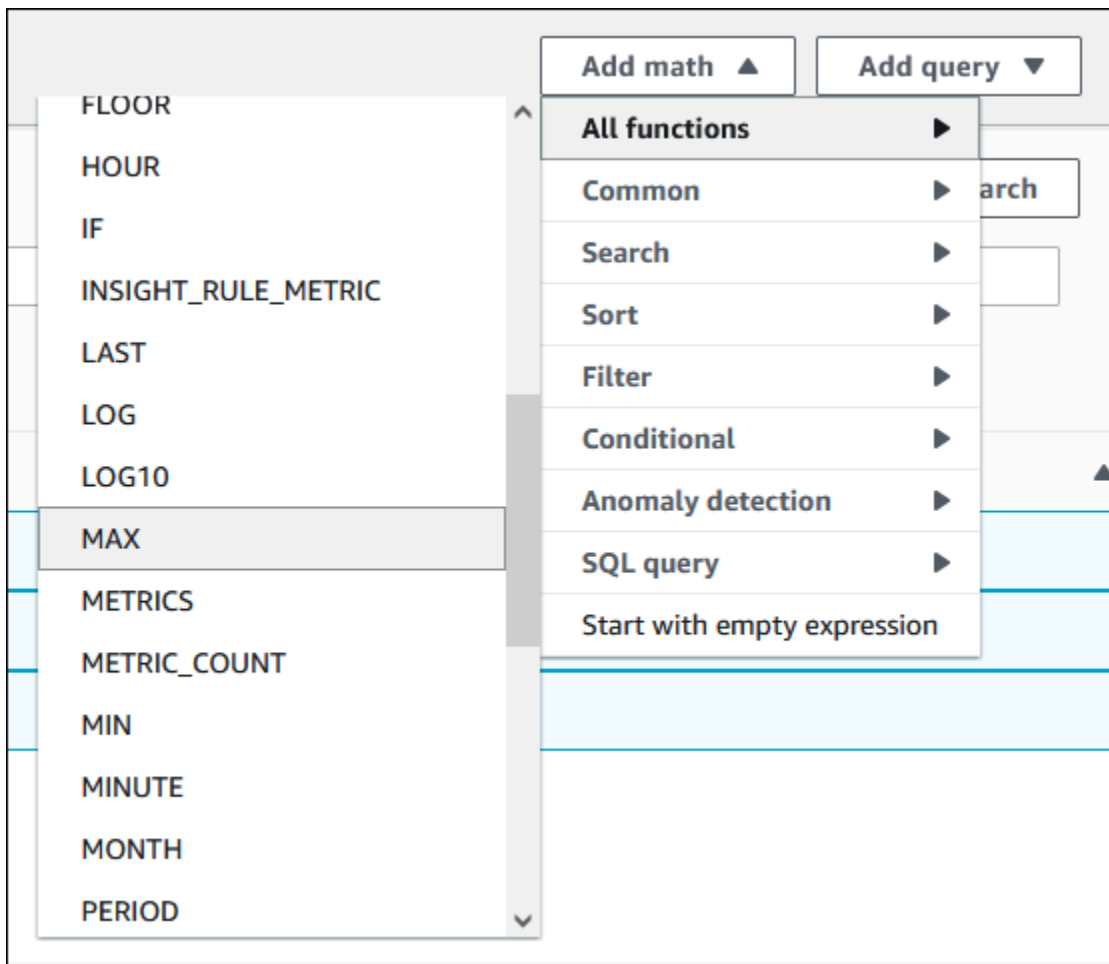 Add math ▲
Add query ▼
FLOOR
HOUR
IF
INSIGHT_RULE_METRIC
LAST
LOG
LOG10
MAX
METRICS
METRIC_COUNT
MIN
MINUTE
MONTH
PERIOD
All functions
Common
Search
Sort
Filter
Conditional
Anomaly detection
SQL query
Start with empty expression
arch